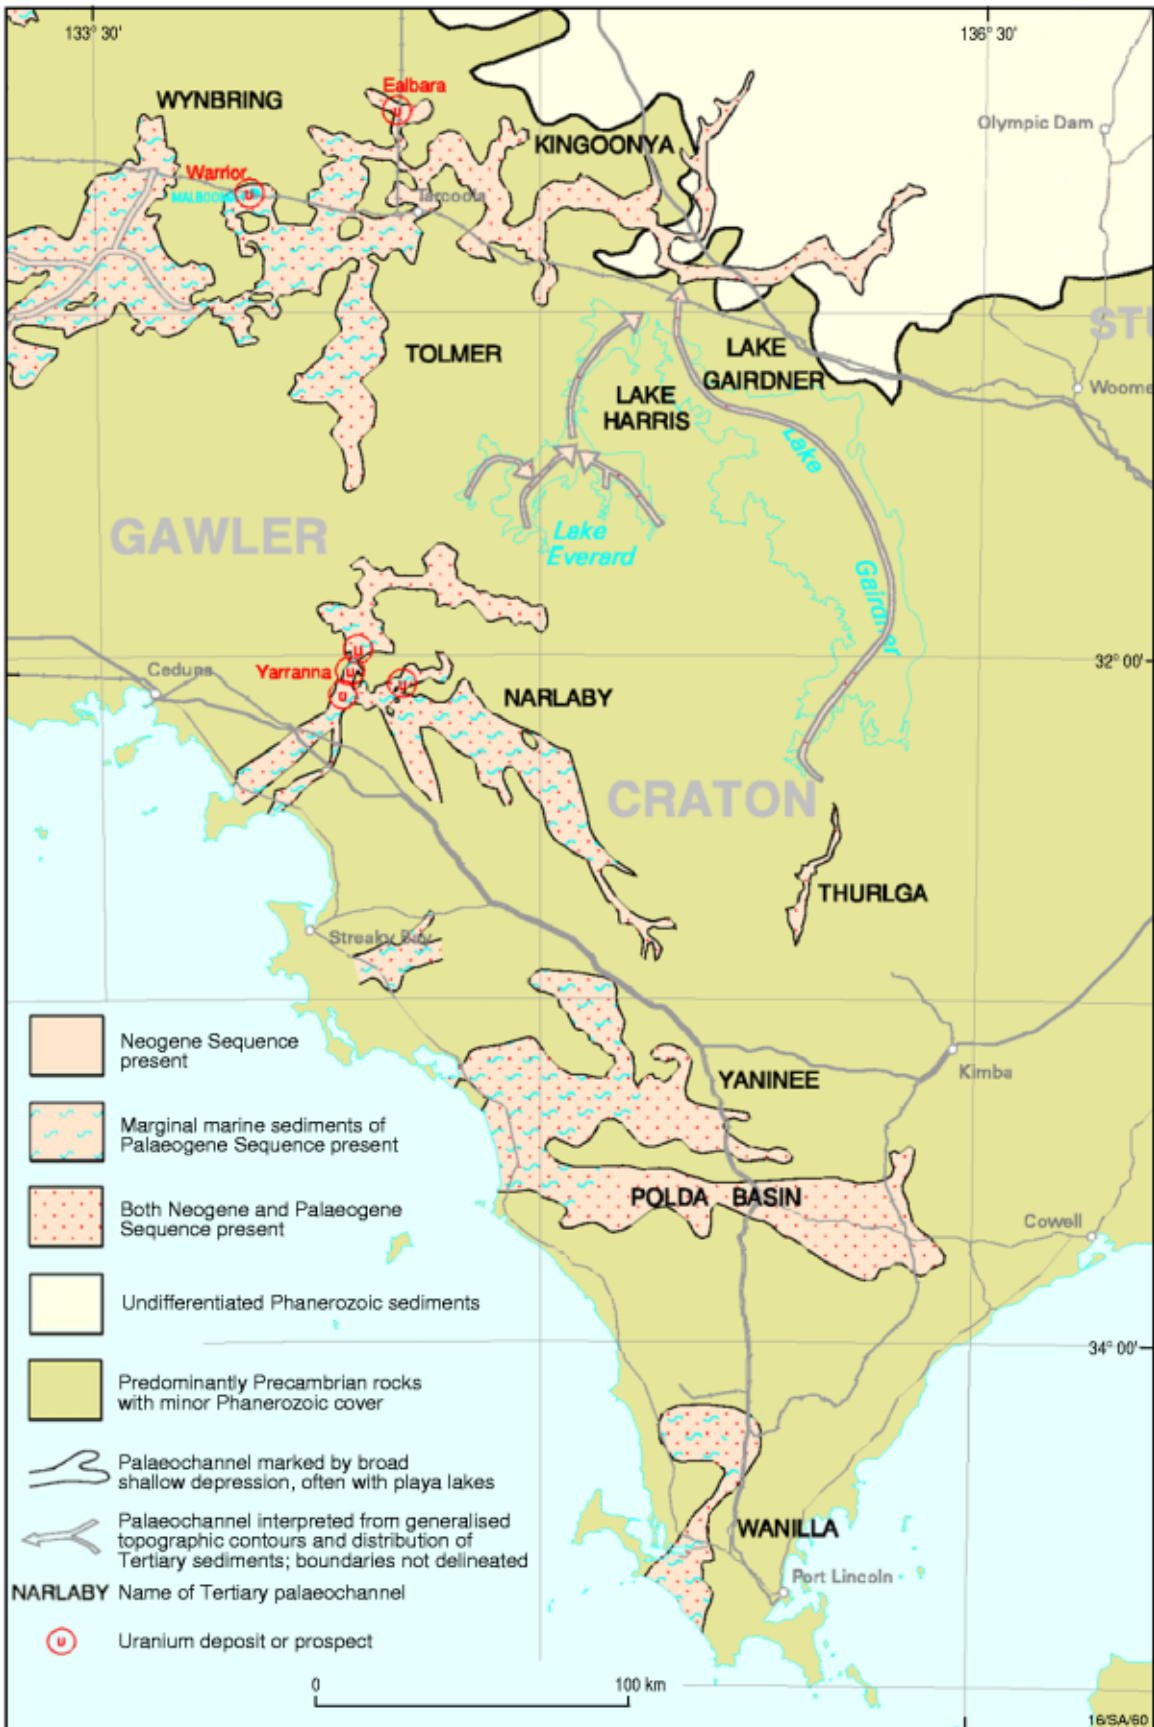 133° 30'
136° 30'
Ealbara
WYNBRING
Olympic Dam
KINGOONYA
Warrior
MALBOOMA
Tarcoola
STU
TOLMER
LAKE
GAIRDNER
Woome
LAKE
HARRIS
Lake
GAWLER
Lake
Everard
Gairdner
32° 00'
Ceduna
Yarranna
NARLABY
CRATON
THURLGA
Streaky Bay
Kimba
YANINEE
POLDA BASIN
Cowell
34° 00'
WANILLA
Port Lincoln
Neogene Sequence
present
Marginal marine sediments of
Palaeogene Sequence present
Both Neogene and Palaeogene
Sequence present
Undifferentiated Phanerozoic sediments
Predominantly Precambrian rocks
with minor Phanerozoic cover
Palaeochannel marked by broad
shallow depression, often with playa lakes
Palaeochannel interpreted from generalised
topographic contours and distribution of
Tertiary sediments; boundaries not delineated
NARLABY Name of Tertiary palaeochannel
U Uranium deposit or prospect
0 100 km
16/SA/60